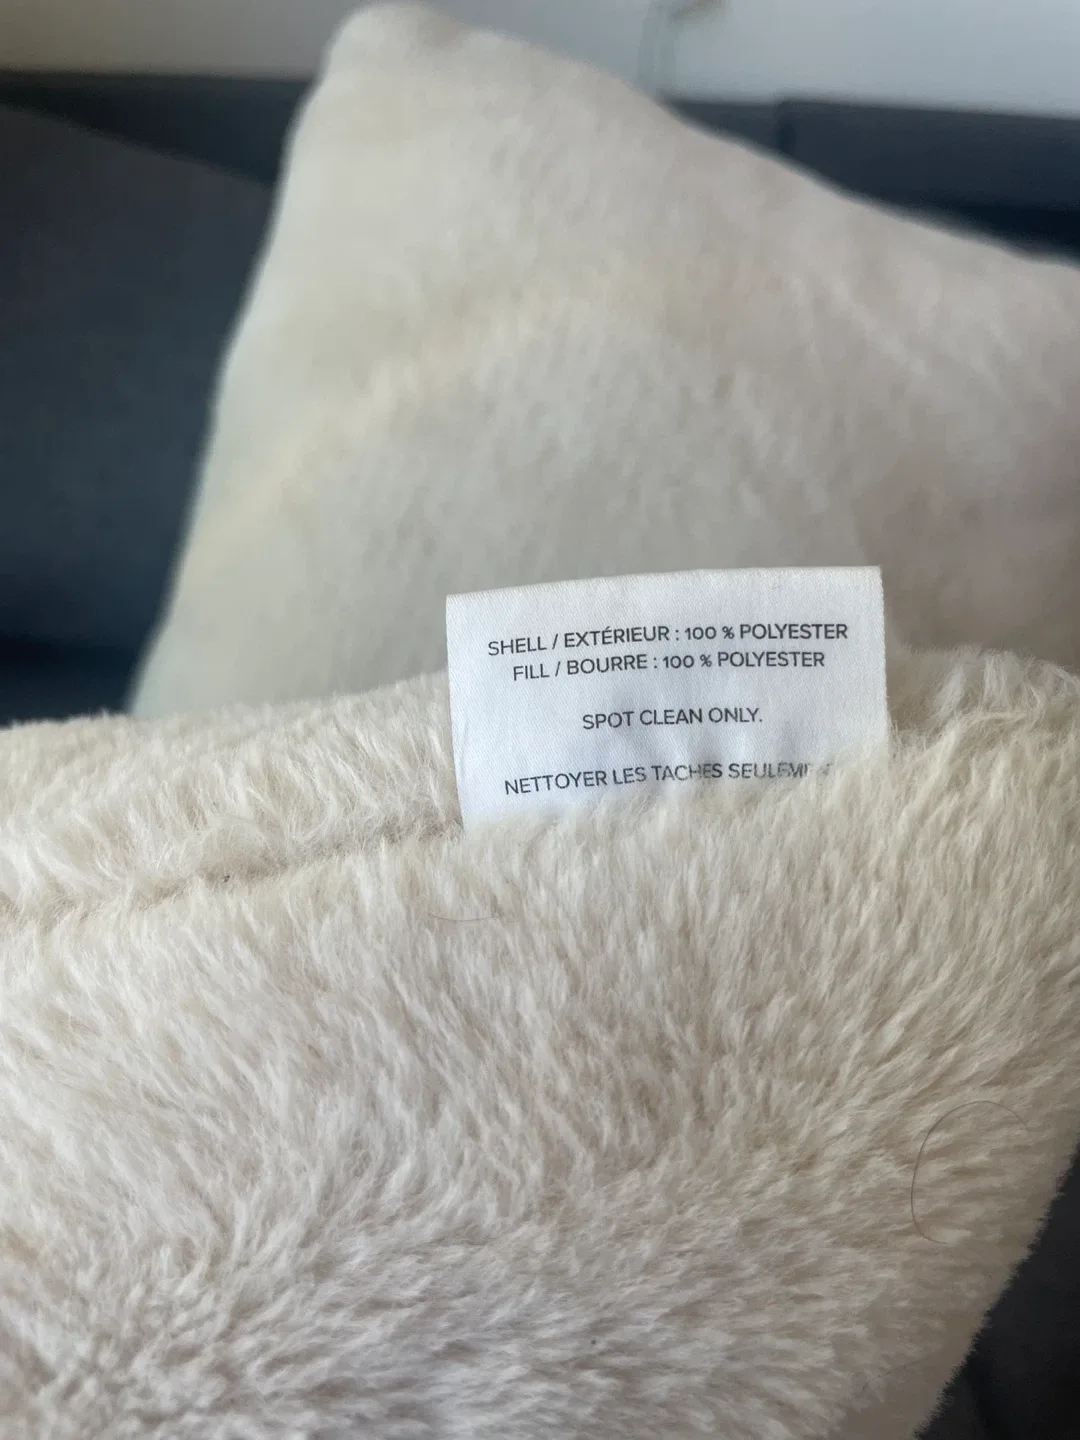 SHELL / EXTÉRIEUR : 100 % POLYESTER
FILL / BOURRE : 100 % POLYESTER
SPOT CLEAN ONLY.
NETTOYER LES TACHES